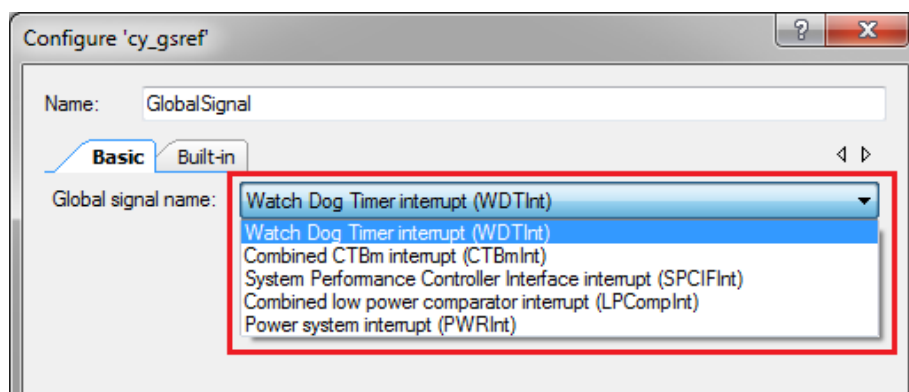 Configure 'cy_gsref'
Name: GlobalSignal
Basic Built-in
Global signal name: Watch Dog Timer interrupt (WDTInt)
Watch Dog Timer interrupt (WDTInt)
Combined CTBm interrupt (CTBmInt)
System Performance Controller Interface interrupt (SPCIFInt)
Combined low power comparator interrupt (LPCompInt)
Power system interrupt (PWRInt)